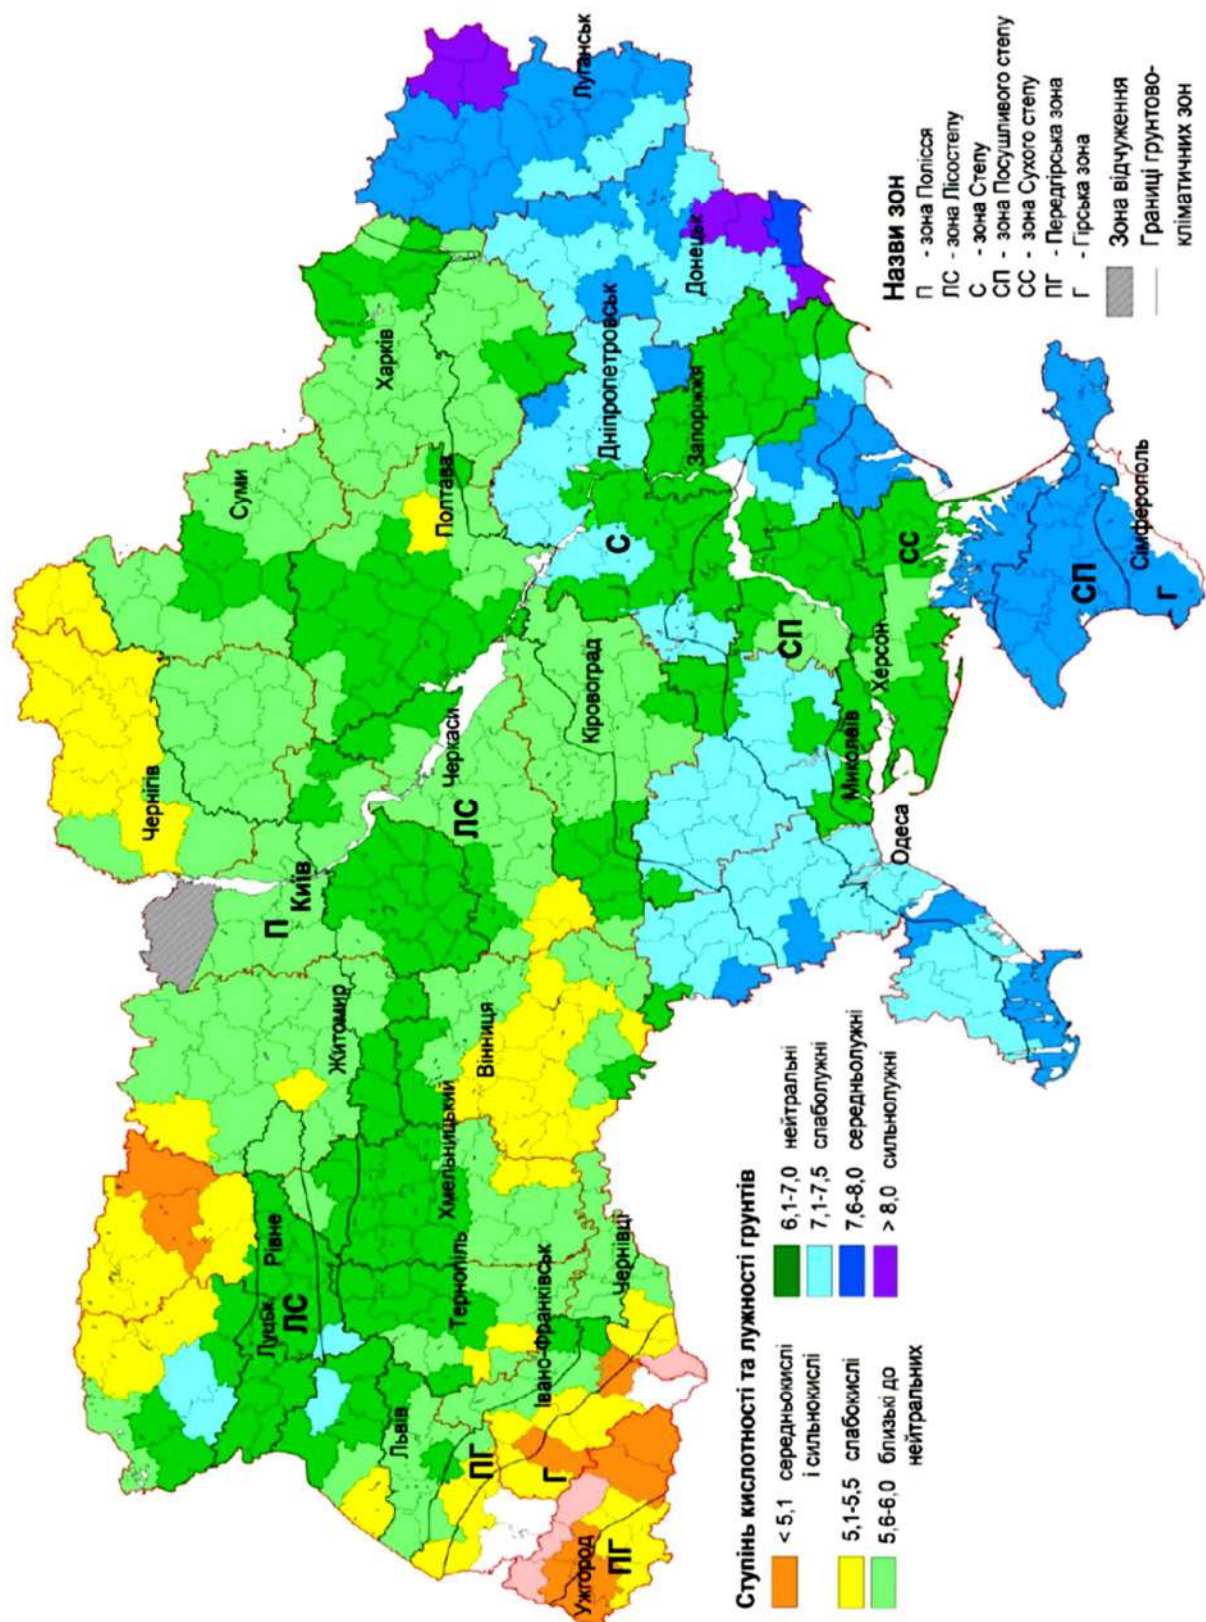 Чернігів
Суми
Луцьк
Рівне
П
Київ
Житомир
ЛС
Львів
Тернопіль
Хмельницький
Вінниця
ЛС
Черкаси
Полтава
Харків
Луганськ
ПГ
Ужгород
ПГ
Г
Івано-Франківськ
Чернівці
Кіровоград
С
Дніпропетровськ
Донецьк
Запоріжжя
СП
Миколаїв
Херсон
СС
Одеса
СП
Сімферополь
Г
Ступінь кислотності та лужності грунтів
< 5,1 середньокислі
і сильнокислі
5,1-5,5 слабокислі
5,6-6,0 близькі до
нейтральних
6,1-7,0 нейтральні
7,1-7,5 слаболужні
7,6-8,0 середньолужні
> 8,0 сильнолужні
Назви зон
П - зона Полісся
ЛС - зона Лісостепу
С - зона Степу
СП - зона Посушливого степу
СС - зона Сухого степу
ПГ - Передгірська зона
Г - Гірська зона
Зона відчуження
Границі грунтово-
кліматичних зон